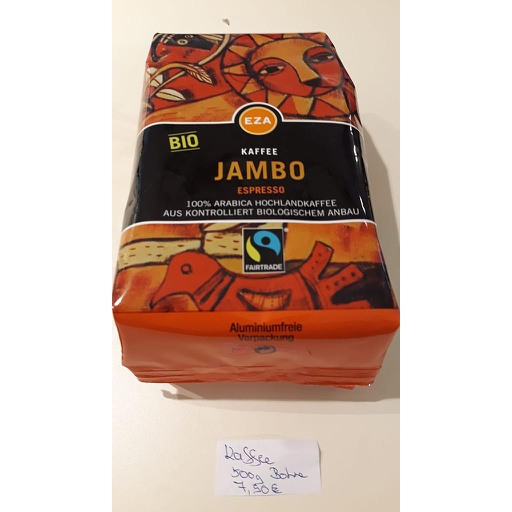 EZA
BIO
KAFFEE
JAMBO
ESPRESSO
100% ARABICA HOCHLANDKAFFEE
AUS KONTROLLIERT BIOLOGISCHEM ANBAU
FAIRTRADE
Aluminiumfreie
Verpackung
Kaffee
500g Bohne
7,50€